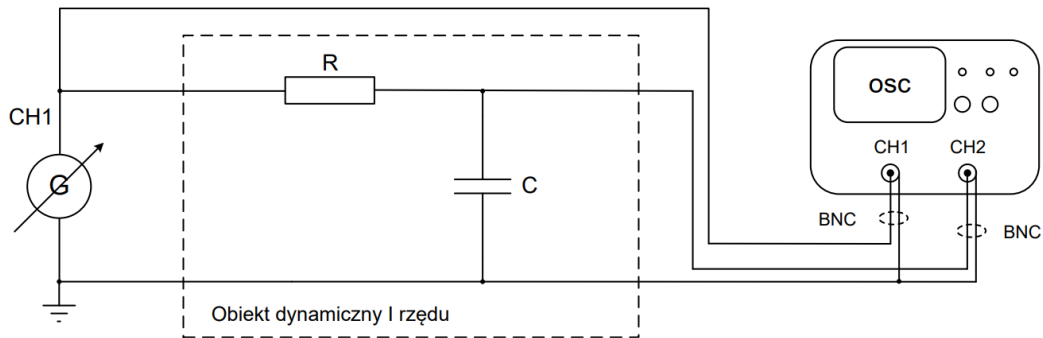 R
OSC
CH1
CH1
CH2
G
C
BNC
BNC
Obiekt dynamiczny I rzędu